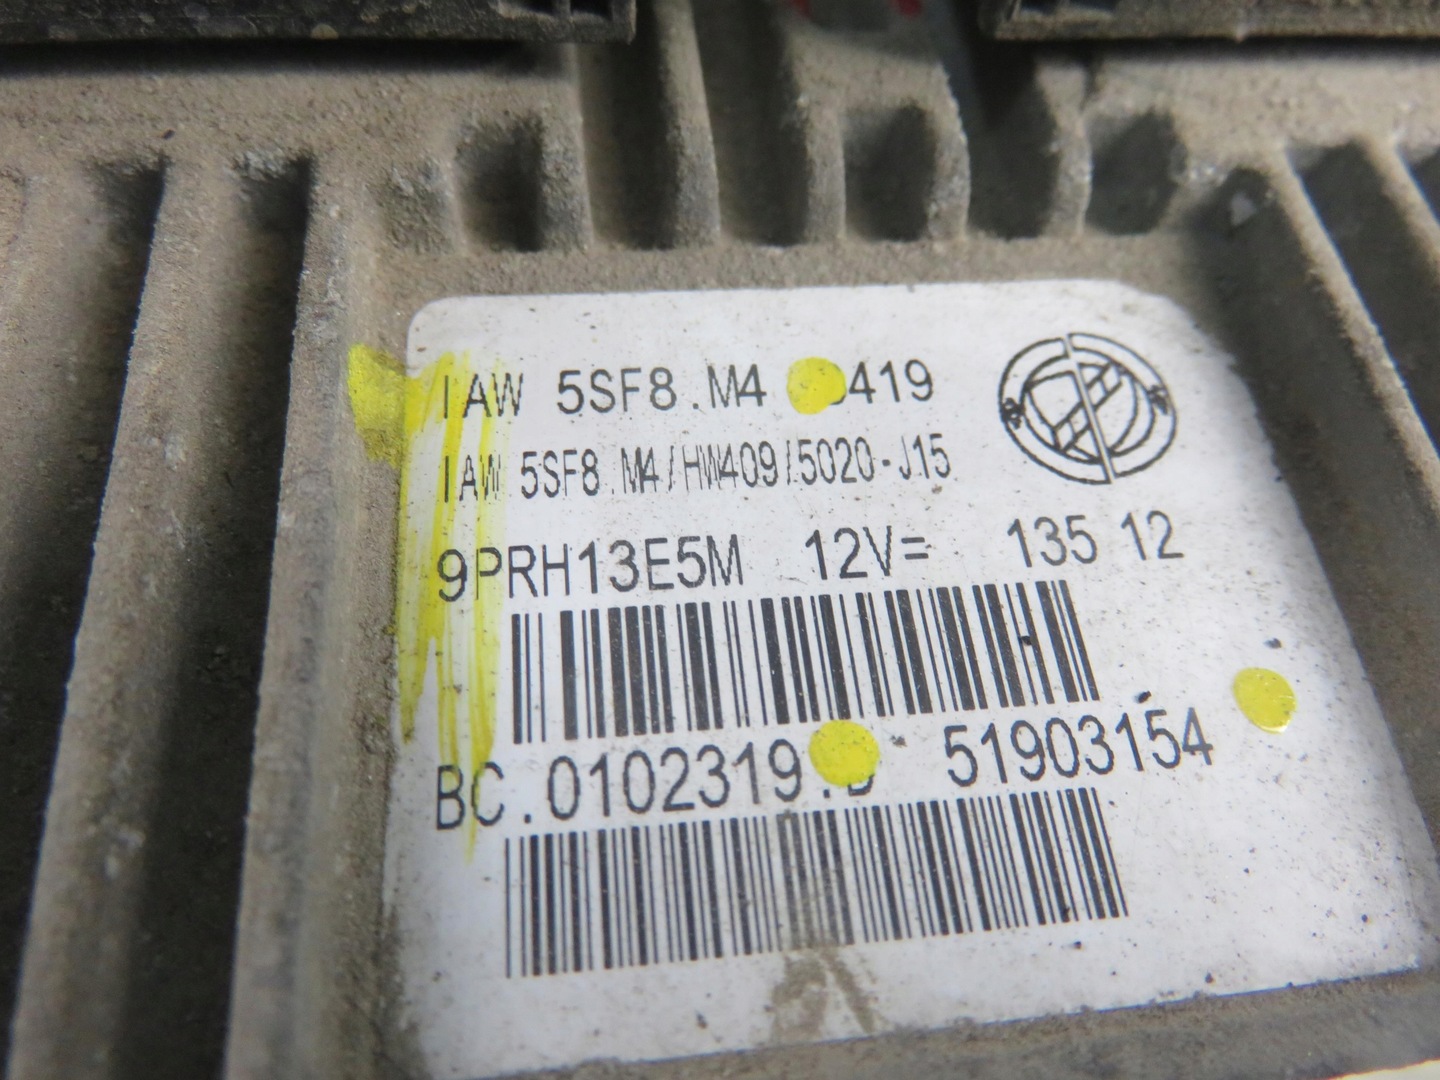 IAW 5SF8.M4 419
IAW 5SF8.M4/HW409/5020-J15
9PRH13E5M 12V= 135 12
BC.0102319. 51903154